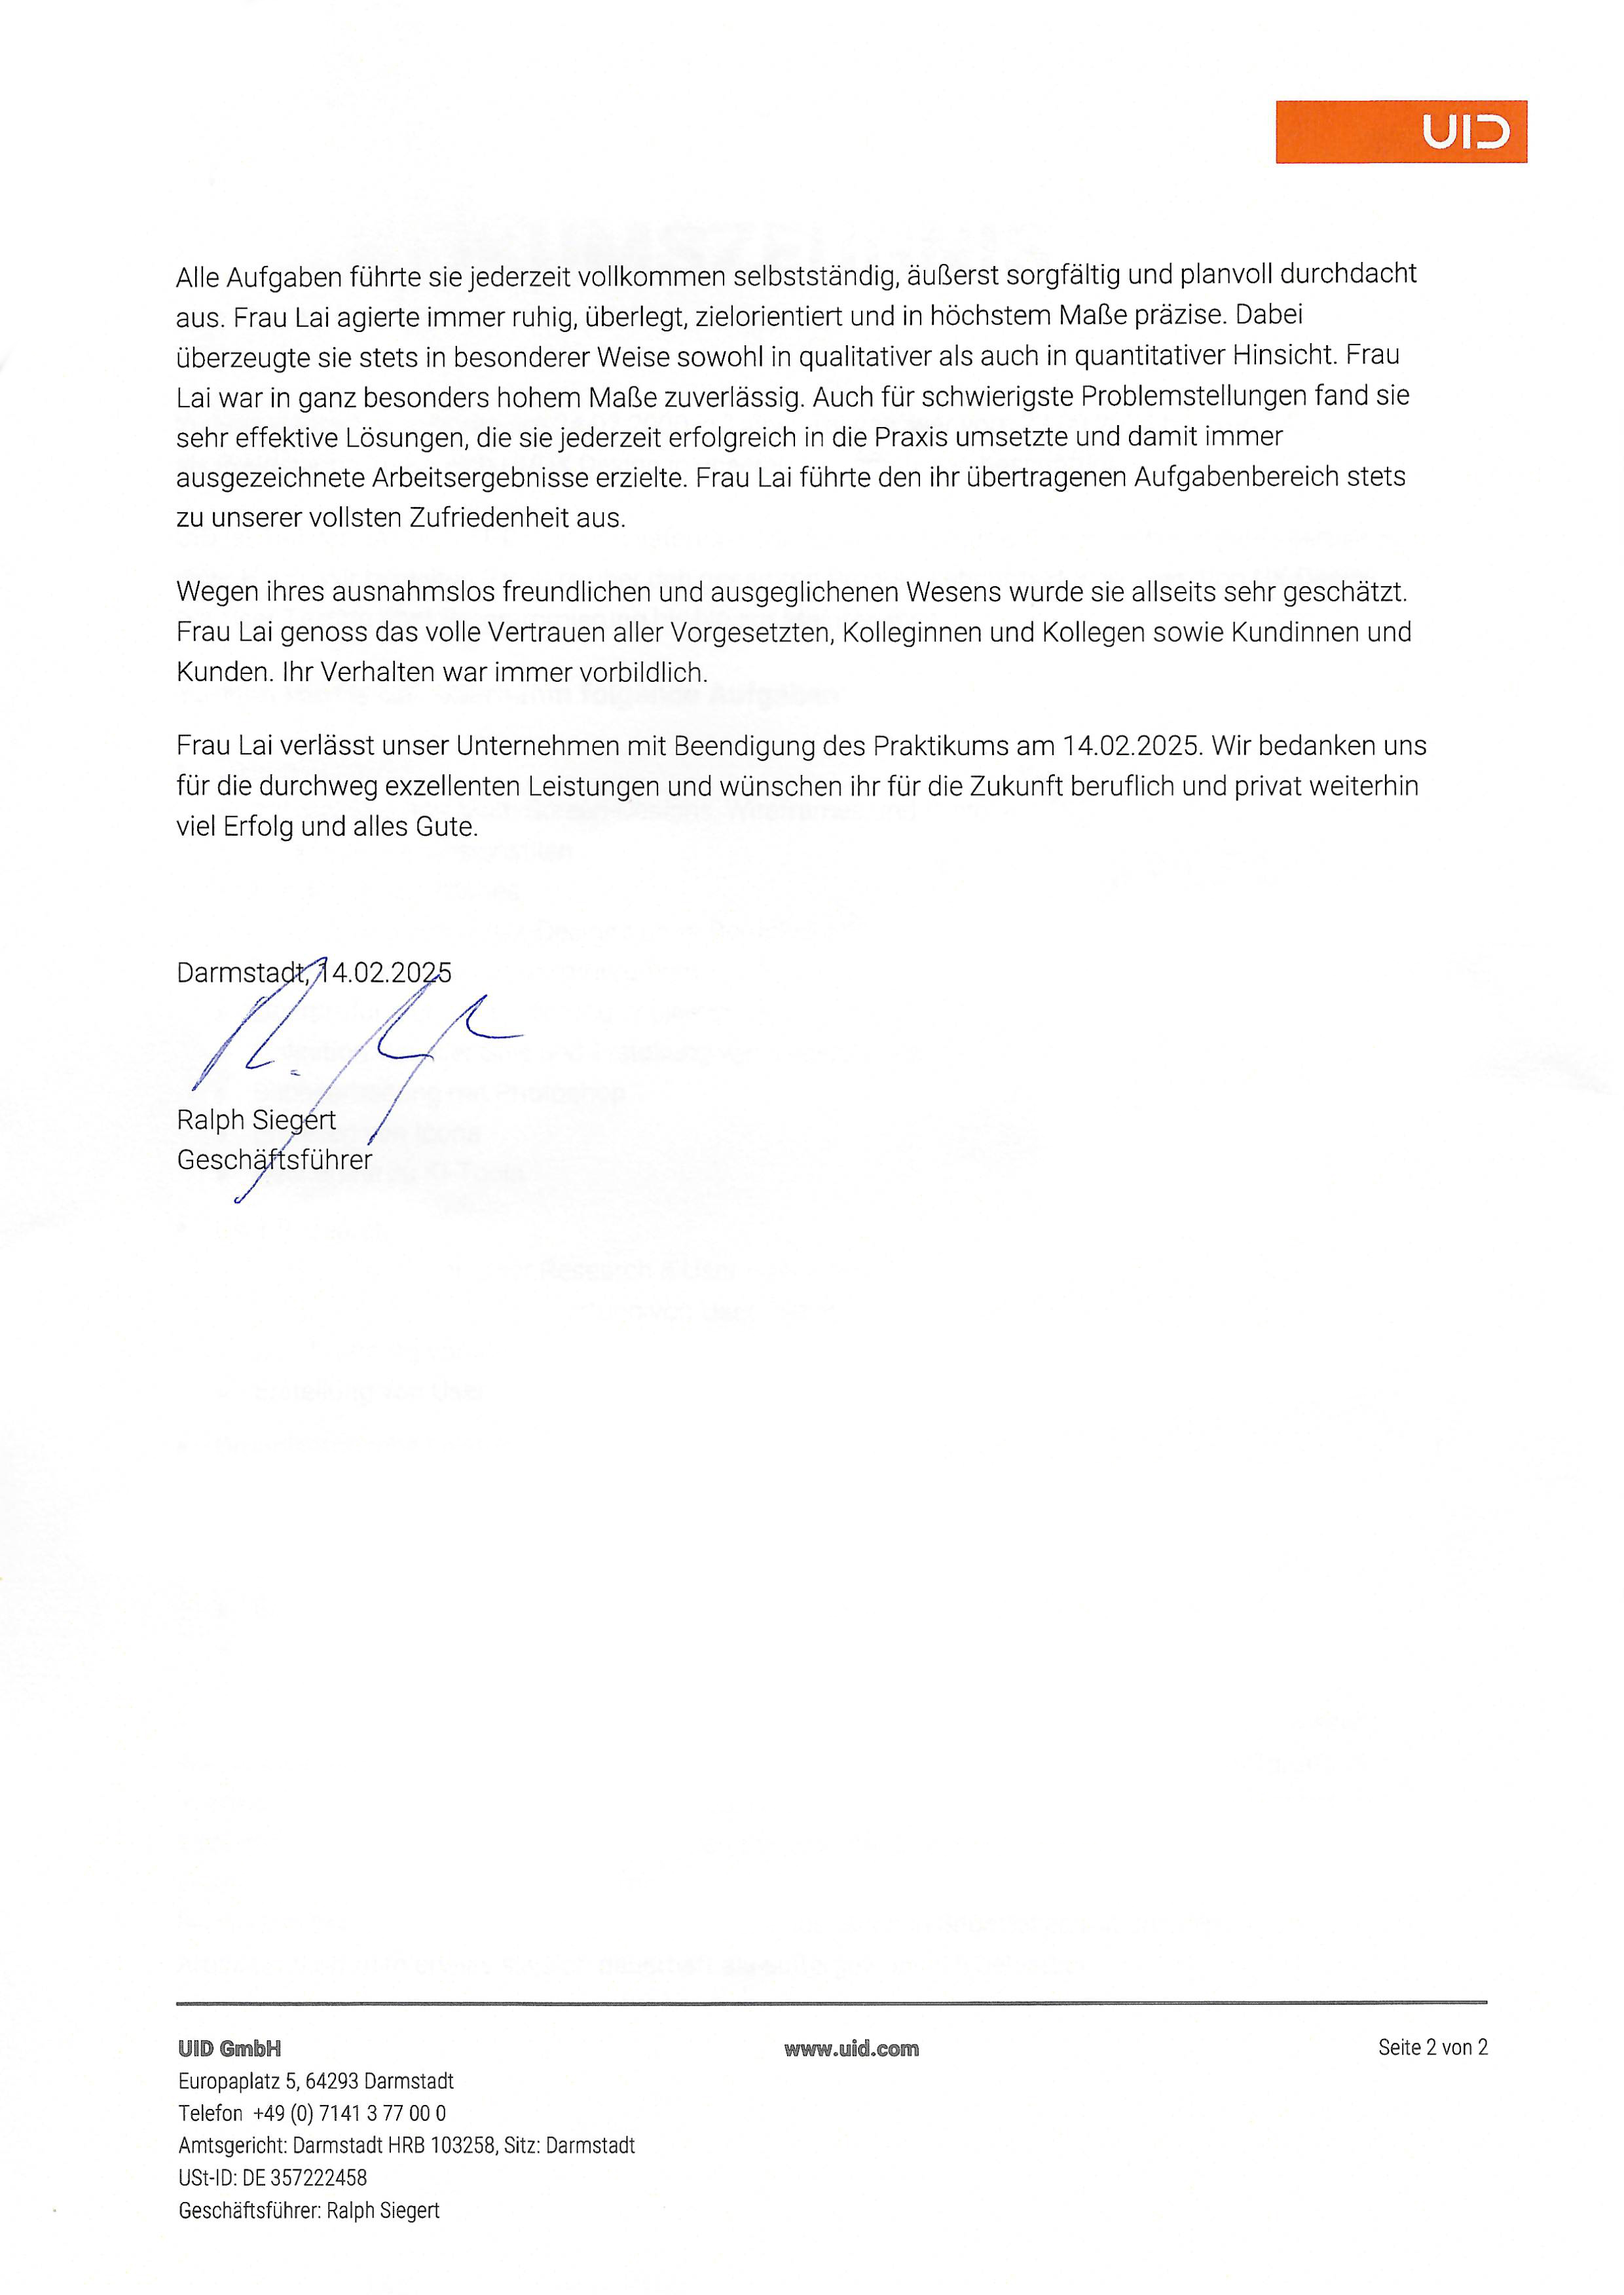 UID
Alle Aufgaben führte sie jederzeit vollkommen selbstständig, äußerst sorgfältig und planvoll durchdacht
aus. Frau Lai agierte immer ruhig, überlegt, zielorientiert und in höchstem Maße präzise. Dabei
überzeugte sie stets in besonderer Weise sowohl in qualitativer als auch in quantitativer Hinsicht. Frau
Lai war in ganz besonders hohem Maße zuverlässig. Auch für schwierigste Problemstellungen fand sie
sehr effektive Lösungen, die sie jederzeit erfolgreich in die Praxis umsetzte und damit immer
ausgezeichnete Arbeitsergebnisse erzielte. Frau Lai führte den ihr übertragenen Aufgabenbereich stets
zu unserer vollsten Zufriedenheit aus.
Wegen ihres ausnahmslos freundlichen und ausgeglichenen Wesens wurde sie allseits sehr geschätzt.
Frau Lai genoss das volle Vertrauen aller Vorgesetzten, Kolleginnen und Kollegen sowie Kundinnen und
Kunden. Ihr Verhalten war immer vorbildlich.
Frau Lai verlässt unser Unternehmen mit Beendigung des Praktikums am 14.02.2025. Wir bedanken uns
für die durchweg exzellenten Leistungen und wünschen ihr für die Zukunft beruflich und privat weiterhin
viel Erfolg und alles Gute.
Darmstadt, 14.02.2025
Ralph Siegert
Geschäftsführer
UID GmbH
www.uid.com
Seite 2 von 2
Europaplatz 5, 64293 Darmstadt
Telefon +49 (0) 7141 3 77 00 0
Amtsgericht: Darmstadt HRB 103258, Sitz: Darmstadt
USt-ID: DE 357222458
Geschäftsführer: Ralph Siegert